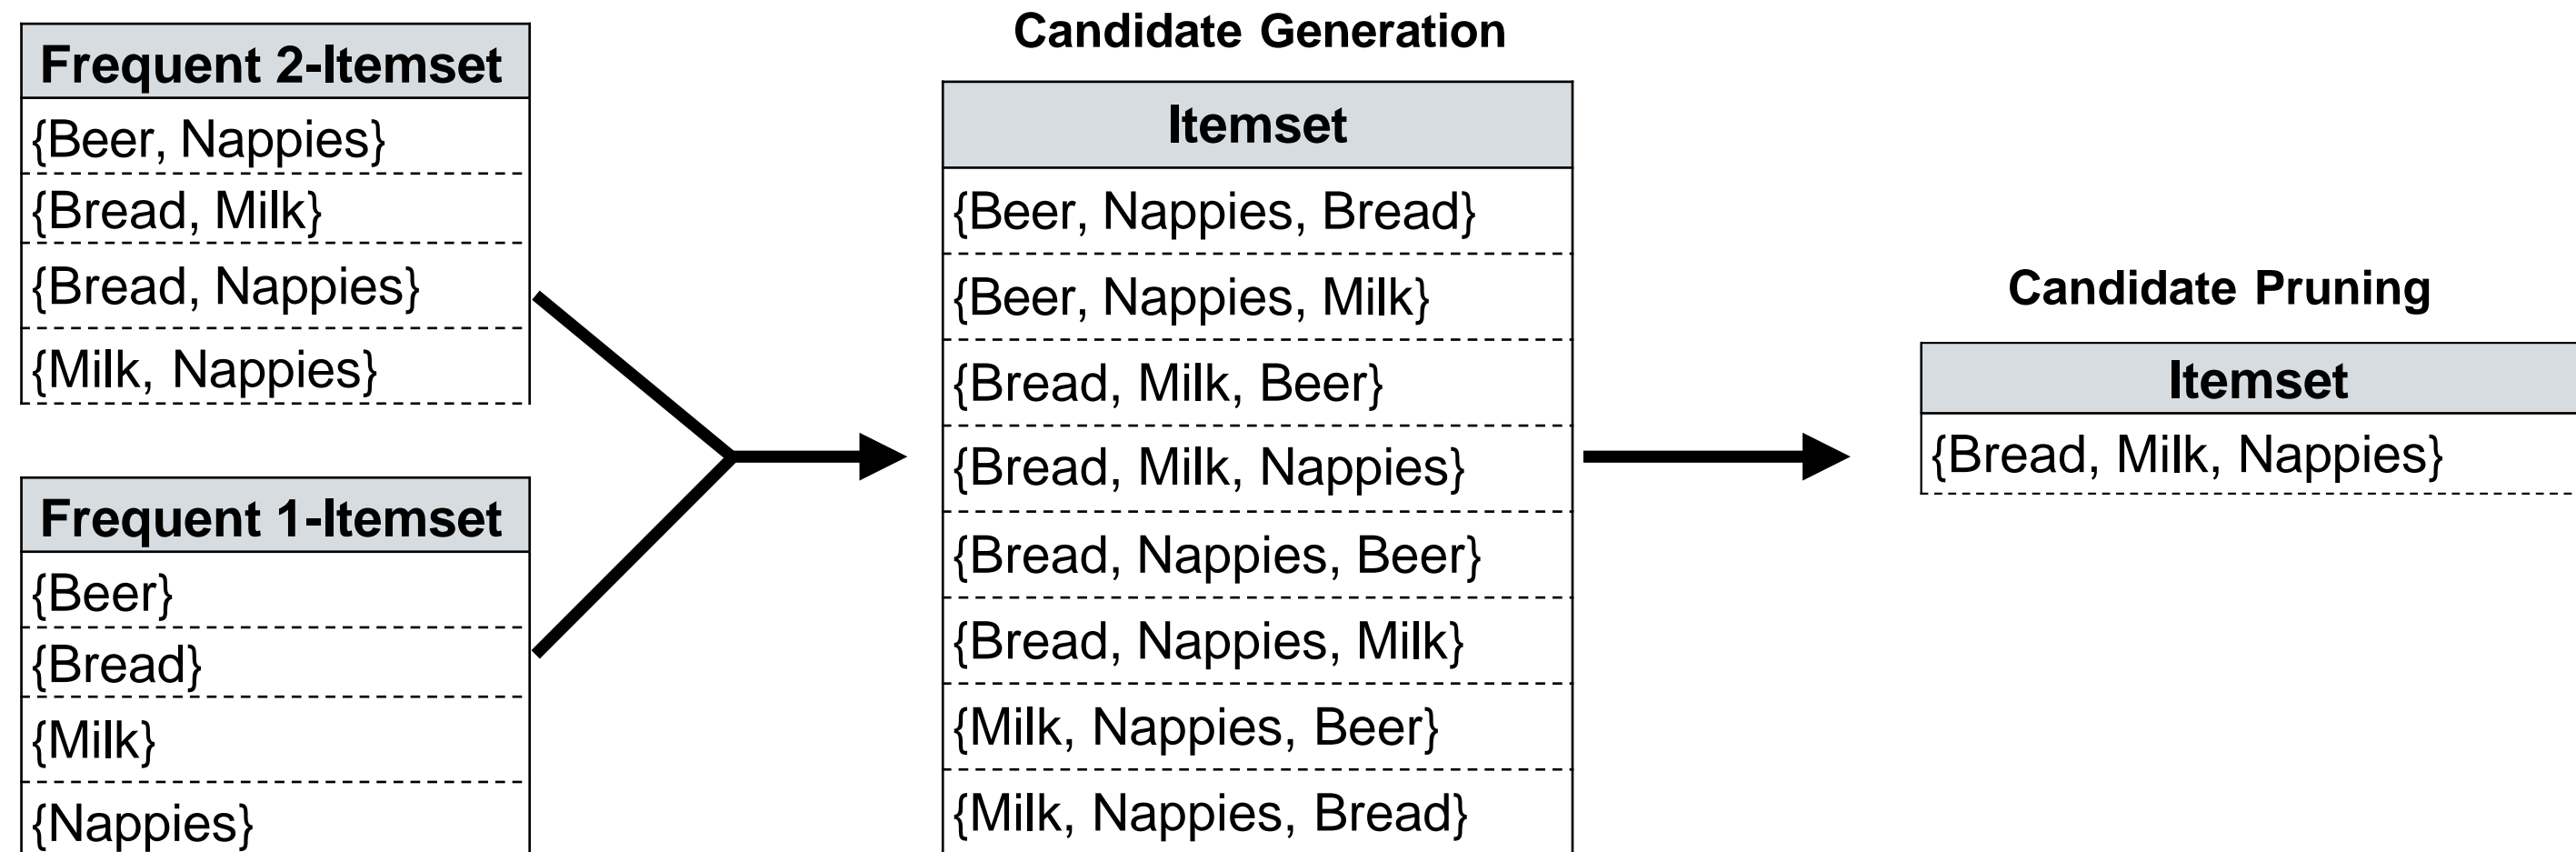 Frequent 2-Itemset
{Beer, Nappies}
{Bread, Milk}
{Bread, Nappies}
{Milk, Nappies}
Frequent 1-Itemset
{Beer}
{Bread}
{Milk}
{Nappies}
Candidate Generation
Itemset
{Beer, Nappies, Bread}
{Beer, Nappies, Milk}
{Bread, Milk, Beer}
{Bread, Milk, Nappies}
{Bread, Nappies, Beer}
{Bread, Nappies, Milk}
{Milk, Nappies, Beer}
{Milk, Nappies, Bread}
Candidate Pruning
Itemset
{Bread, Milk, Nappies}